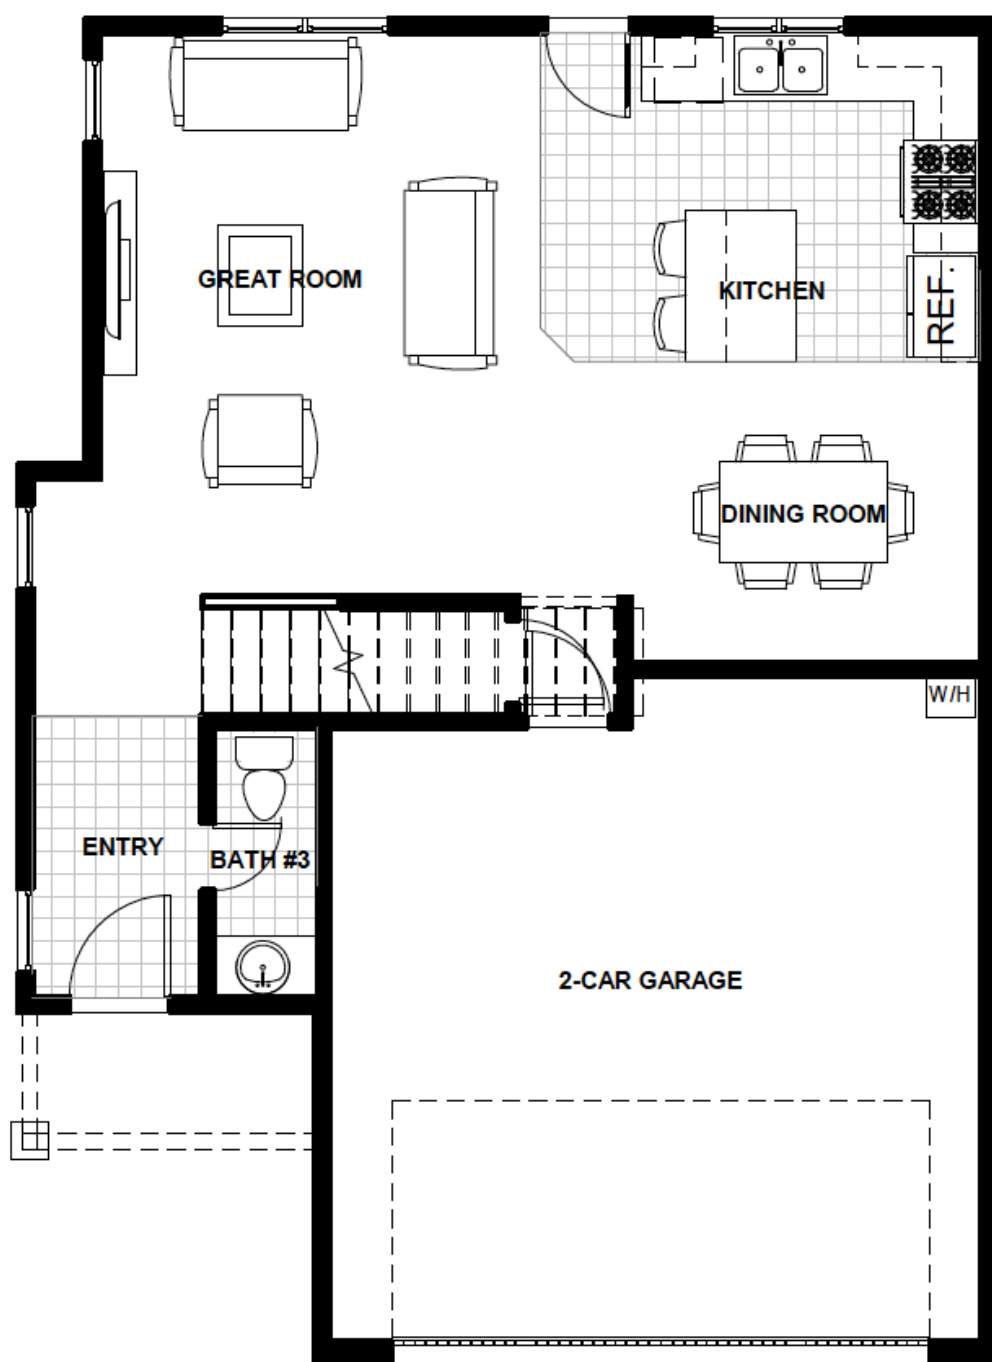 GREAT ROOM
KITCHEN
REF.
DINING ROOM
W/H
ENTRY
BATH #3
2-CAR GARAGE